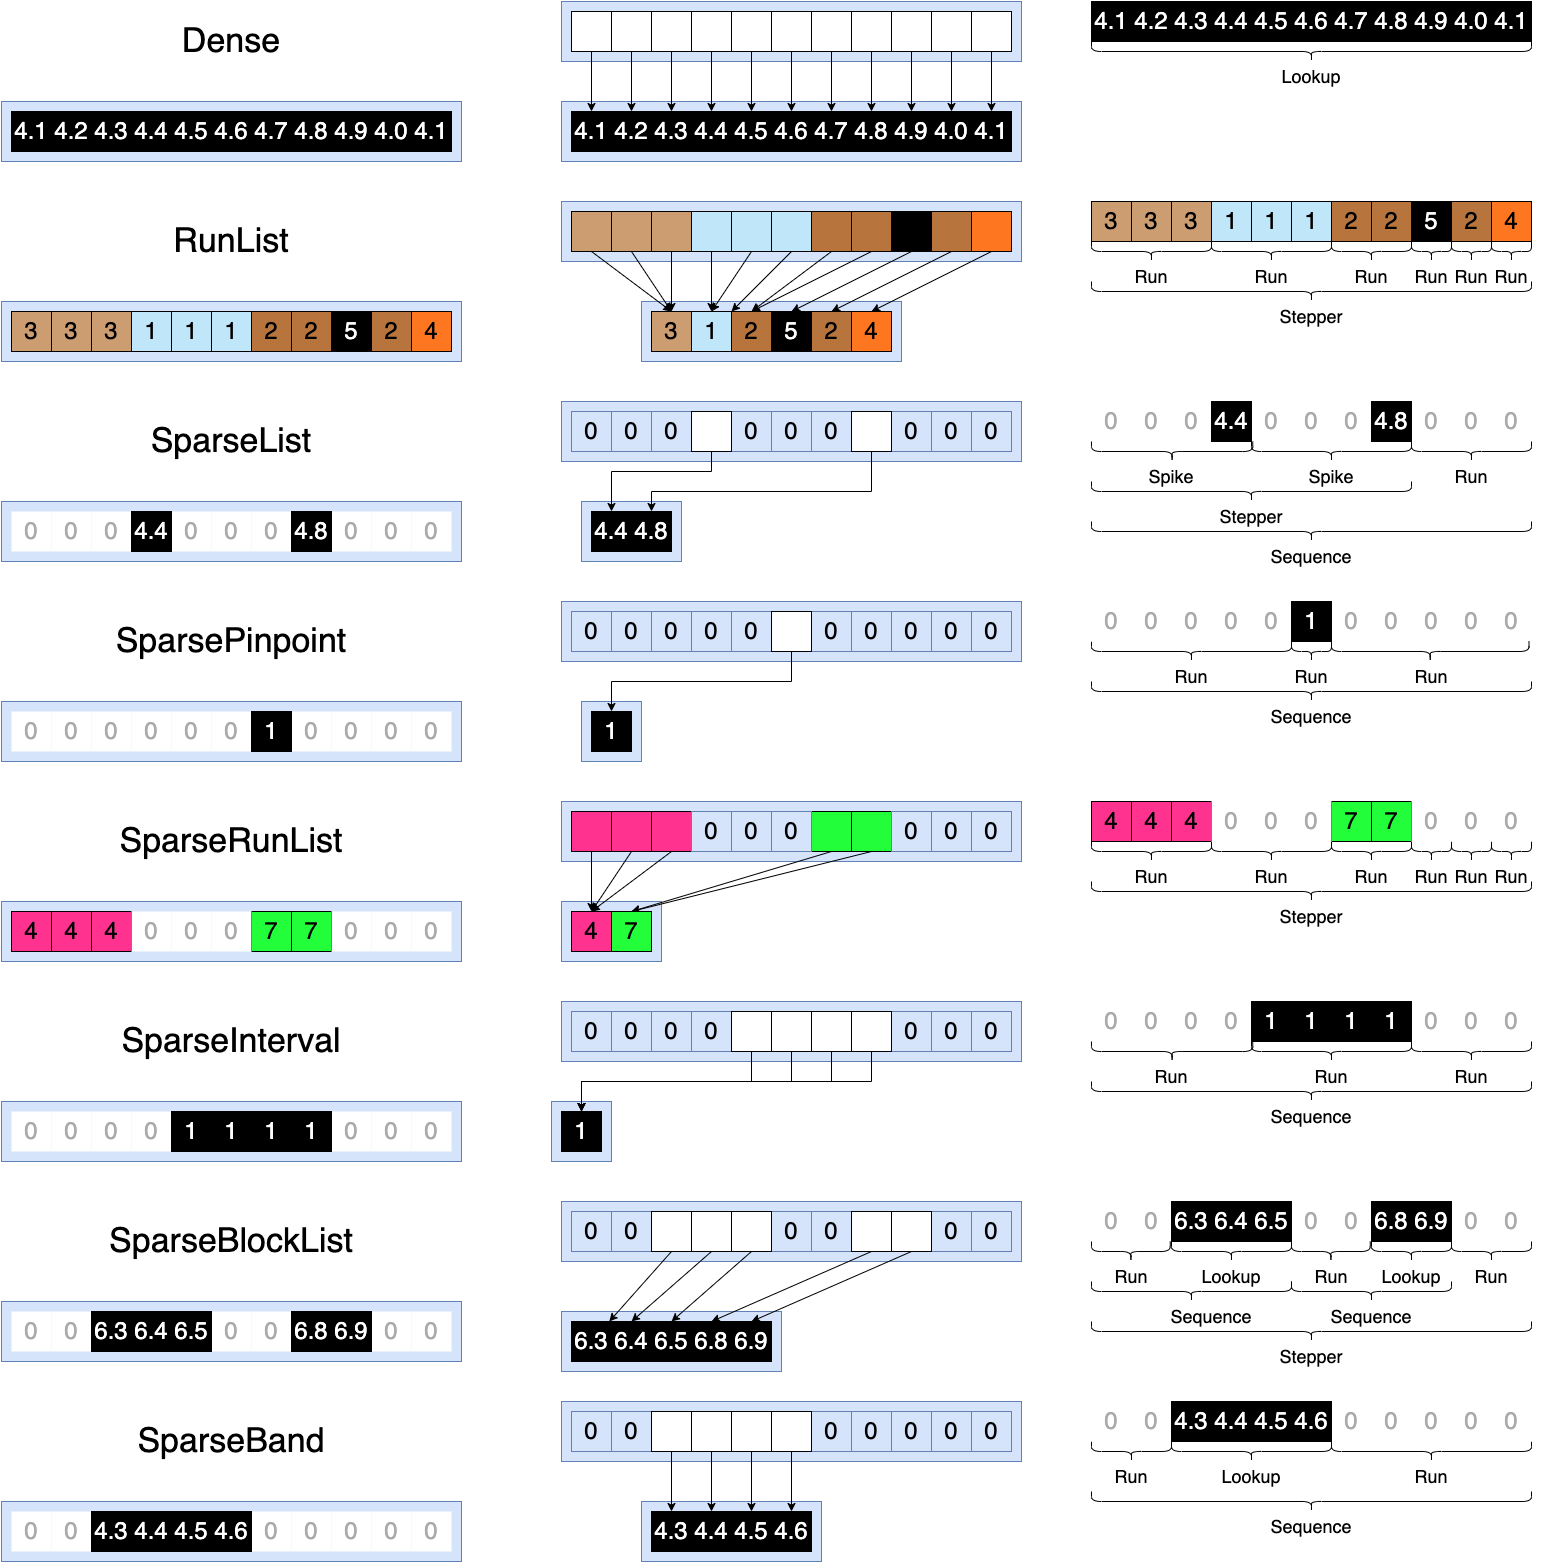 Dense
4.1 4.2 4.3 4.4 4.5 4.6 4.7 4.8 4.9 4.0 4.1
4.1 4.2 4.3 4.4 4.5 4.6 4.7 4.8 4.9 4.0 4.1
4.1 4.2 4.3 4.4 4.5 4.6 4.7 4.8 4.9 4.0 4.1
Lookup
RunList
3 3 3 1 1 1 2 2 5 2 4
3 1 2 5 2 4
3 3 3 1 1 1 2 2 5 2 4
Run Run Run Run Run Run
Stepper
SparseList
0 0 0 4.4 0 0 0 4.8 0 0 0
0 0 0 0 0 0 0 0 0
4.4 4.8
0 0 0 4.4 0 0 0 4.8 0 0 0
Spike Spike Run
Stepper
Sequence
SparsePinpoint
0 0 0 0 0 0 1 0 0 0 0
0 0 0 0 0 0 0 0 0 0
1
0 0 0 0 0 1 0 0 0 0 0
Run Run Run
Sequence
SparseRunList
4 4 4 0 0 0 7 7 0 0 0
0 0 0 0 0 0
4 7
4 4 4 0 0 0 7 7 0 0 0
Run Run Run Run Run Run
Stepper
SparseInterval
0 0 0 0 1 1 1 1 0 0 0
0 0 0 0 0 0 0
1
0 0 0 0 1 1 1 1 0 0 0
Run Run Run
Sequence
SparseBlockList
0 0 6.3 6.4 6.5 0 0 6.8 6.9 0 0
0 0 0 0 0 0
6.3 6.4 6.5 6.8 6.9
0 0 6.3 6.4 6.5 0 0 6.8 6.9 0 0
Run Lookup Run Lookup Run
Sequence Sequence
Stepper
SparseBand
0 0 4.3 4.4 4.5 4.6 0 0 0 0 0
0 0 0 0 0 0 0
4.3 4.4 4.5 4.6
0 0 4.3 4.4 4.5 4.6 0 0 0 0 0
Run Lookup Run
Sequence